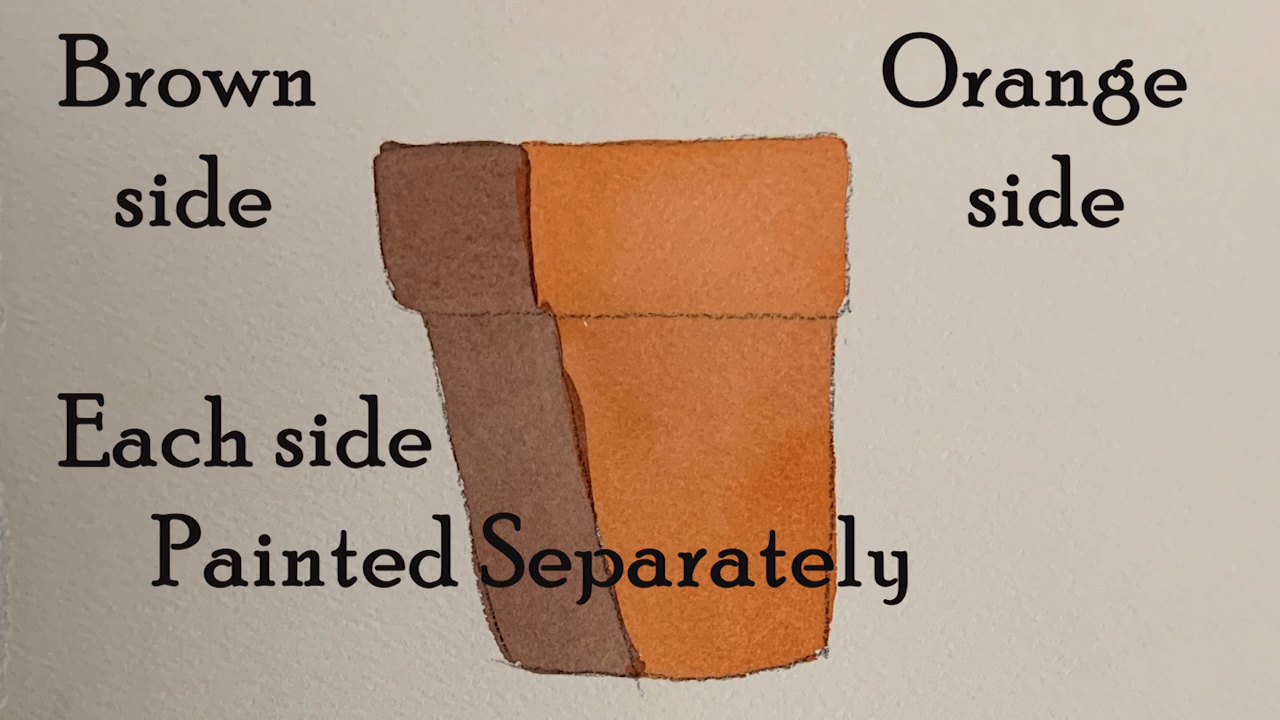 Brown
side
Orange
side
Each side
Painted Separately